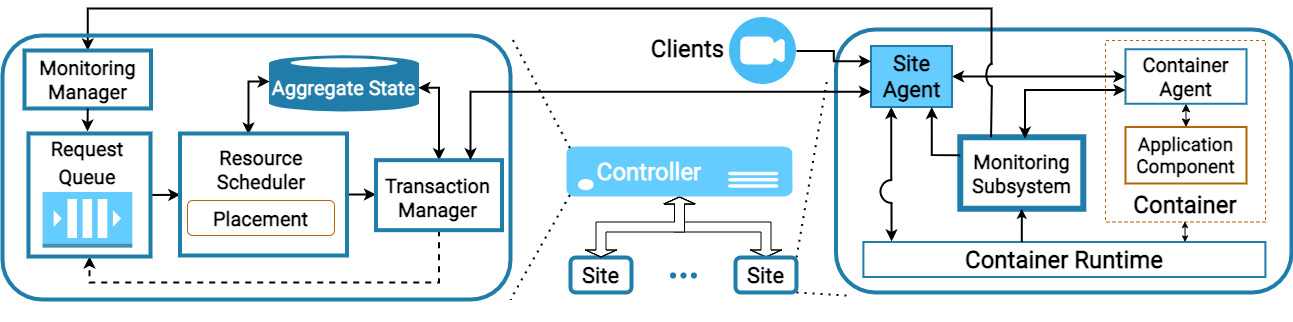 Monitoring
Manager
Request
Queue
Aggregate State
Resource
Scheduler
Placement
Transaction
Manager
Clients
Controller
Site
...
Site
Site
Agent
Monitoring
Subsystem
Container
Agent
Application
Component
Container
Container Runtime